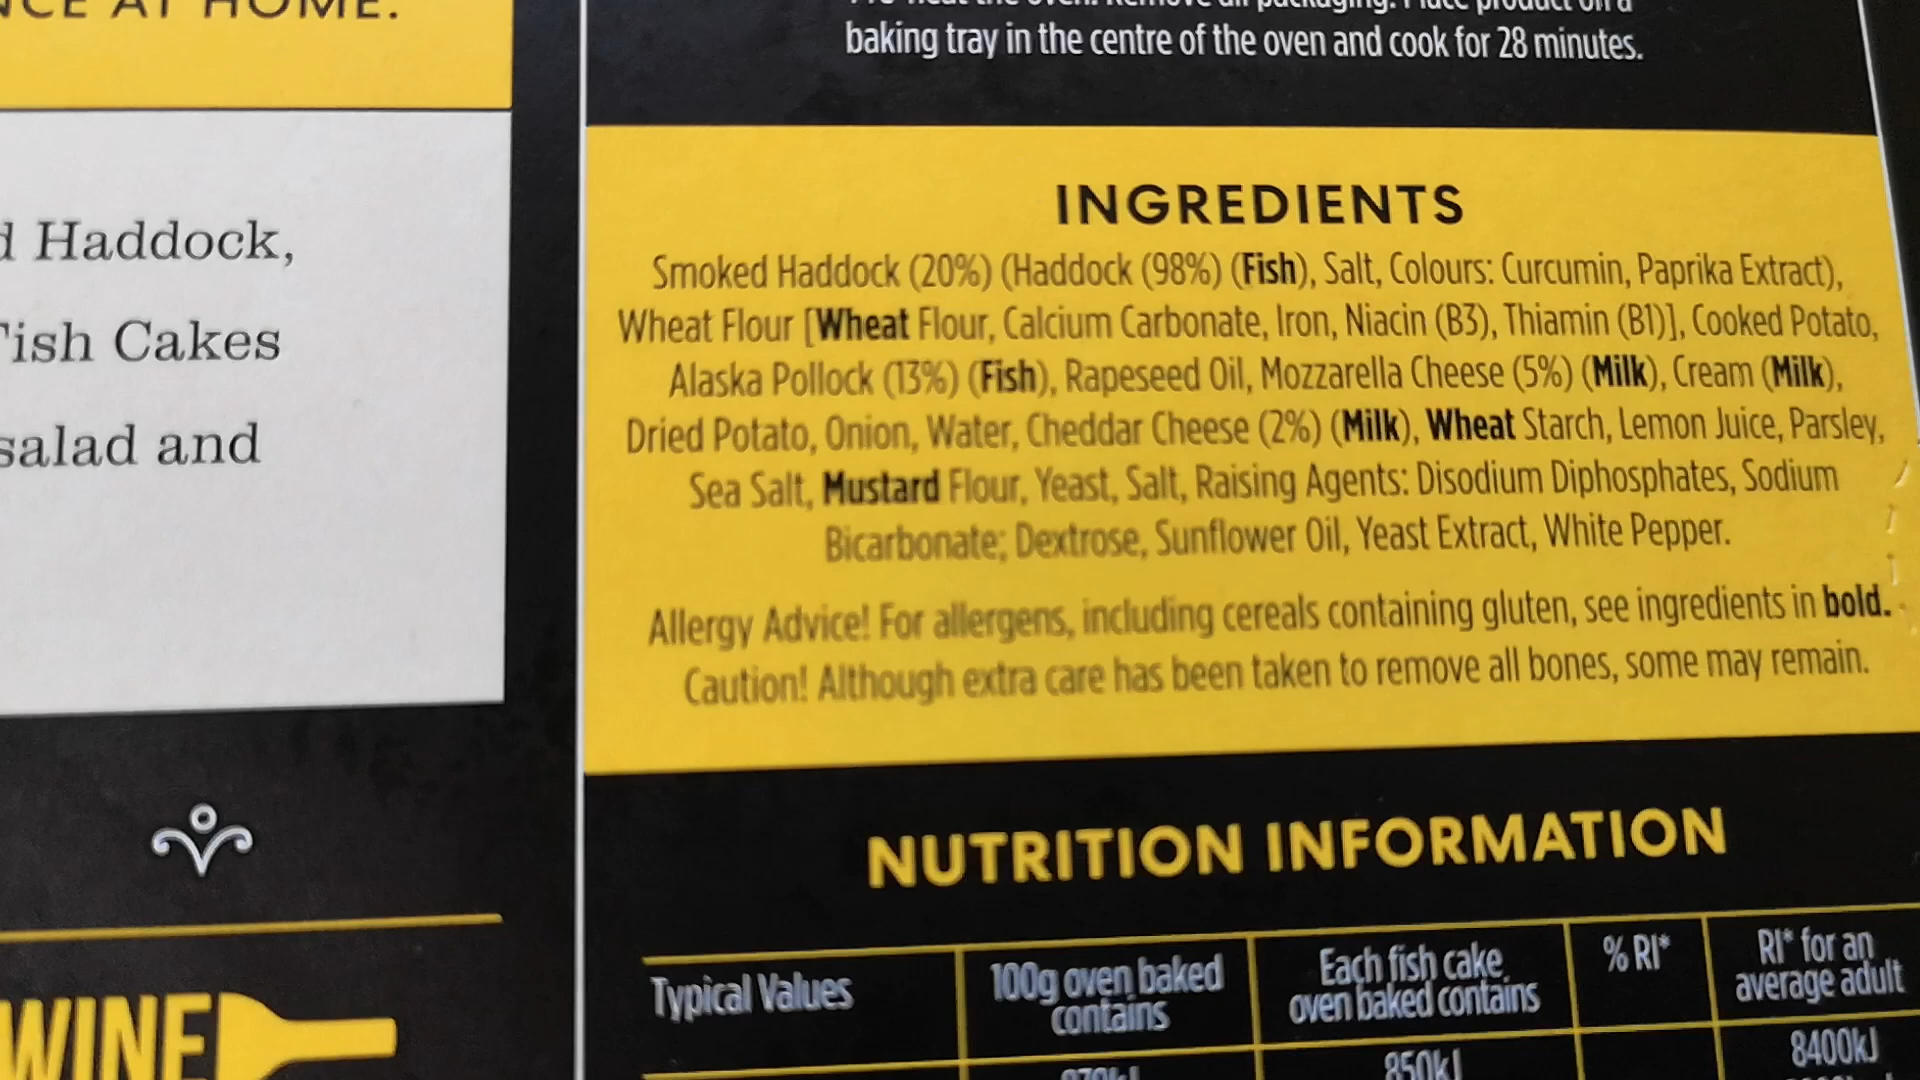 AT HOME.
Haddock,
Fish Cakes
salad and
WINE
baking tray in the centre of the oven and cook for 28 minutes.
INGREDIENTS
Smoked Haddock (20%) (Haddock (98%) (Fish), Salt, Colours: Curcumin, Paprika Extract),
Wheat Flour [Wheat Flour, Calcium Carbonate, Iron, Niacin (B3), Thiamin (B1)], Cooked Potato,
Alaska Pollock (13%) (Fish), Rapeseed Oil, Mozzarella Cheese (5%) (Milk), Cream (Milk),
Dried Potato, Onion, Water, Cheddar Cheese (2%) (Milk), Wheat Starch, Lemon Juice, Parsley,
Sea Salt, Mustard Flour, Yeast, Salt, Raising Agents: Disodium Diphosphates, Sodium
Bicarbonate; Dextrose, Sunflower Oil, Yeast Extract, White Pepper.
Allergy Advice! For allergens, including cereals containing gluten, see ingredients in bold.
Caution! Although extra care has been taken to remove all bones, some may remain.
NUTRITION INFORMATION
Typical Values
100g oven baked
contains
Each fish cake
oven baked contains
% RI*
RI* for an
average adult
850kJ
8400kJ